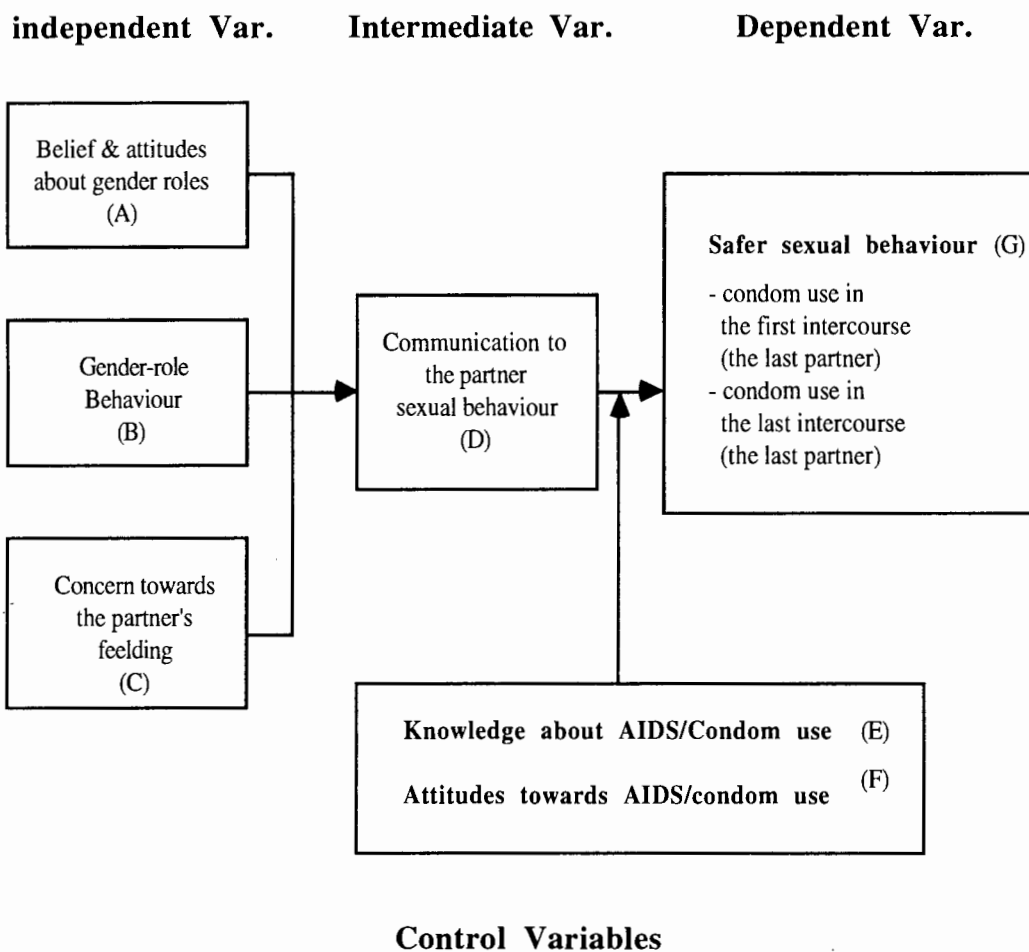 independent Var.
Intermediate Var.
Dependent Var.
Belief & attitudes
about gender roles
(A)
Gender-role
Behaviour
(B)
Concern towards
the partner's
feelding
(C)
Communication to
the partner
sexual behaviour
(D)
Safer sexual behaviour (G)
- condom use in
the first intercourse
(the last partner)
- condom use in
the last intercourse
(the last partner)
Knowledge about AIDS/Condom use (E)
Attitudes towards AIDS/condom use (F)
Control Variables